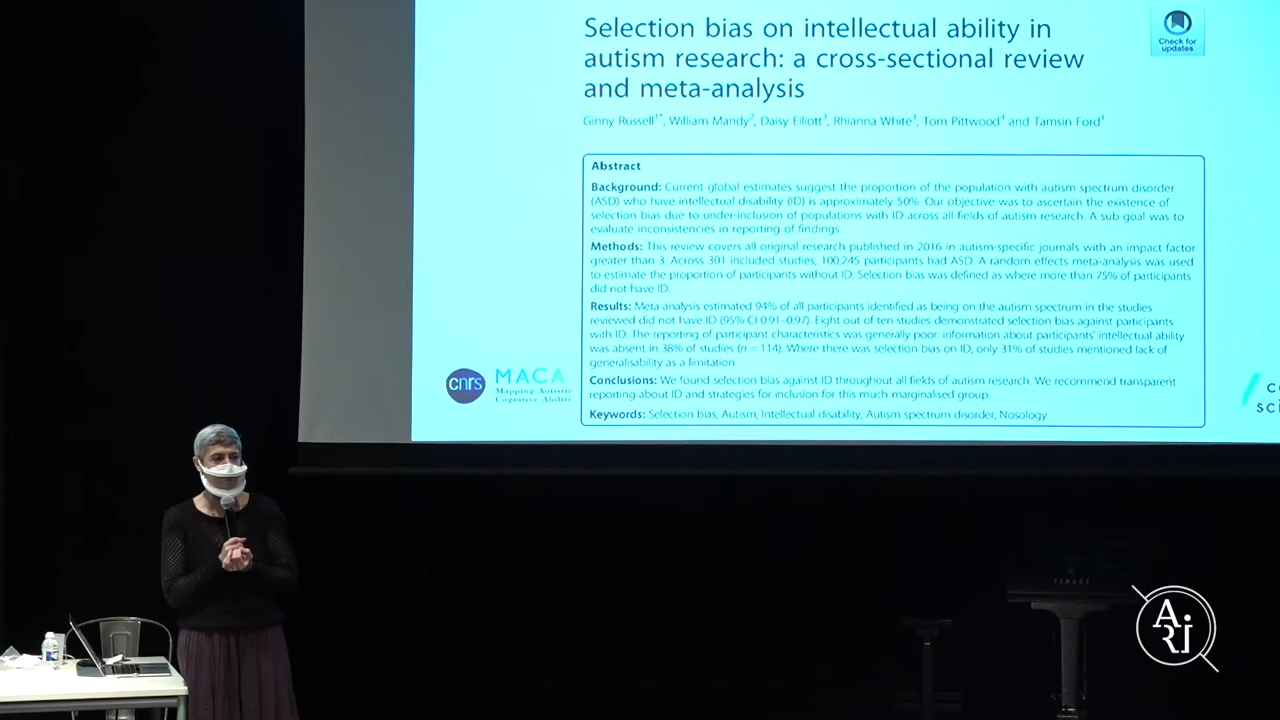 Selection bias on intellectual ability in
autism research: a cross-sectional review
and meta-analysis
Check for
updates
Ginny Russell1*, William Mandy2, Daisy Elliott3, Rhianna White1, Tom Pittwood4 and Tamsin Ford1
Abstract
Background: Current global estimates suggest the proportion of the population with autism spectrum disorder
(ASD) who have intellectual disability (ID) is approximately 50%. Our objective was to ascertain the existence of
selection bias due to under-inclusion of populations with ID across all fields of autism research. A sub-goal was to
evaluate inconsistencies in reporting of findings.
Methods: This review covers all original research published in 2016 in autism-specific journals with an impact factor
greater than 3. Across 301 included studies, 100,245 participants had ASD. A random effects meta-analysis was used
to estimate the proportion of participants without ID. Selection bias was defined as where more than 75% of participants
did not have ID.
Results: Meta-analysis estimated 94% of all participants identified as being on the autism spectrum in the studies
reviewed did not have ID (95% CI 0.91–0.97). Eight out of ten studies demonstrated selection bias against participants
with ID. The reporting of participant characteristics was generally poor: information about participants' intellectual ability
was absent in 38% of studies (n = 114). Where there was selection bias on ID, only 31% of studies mentioned lack of
generalisability as a limitation.
Conclusions: We found selection bias against ID throughout all fields of autism research. We recommend transparent
reporting about ID and strategies for inclusion for this much marginalised group.
Keywords: Selection bias, Autism, Intellectual disability, Autism spectrum disorder, Nosology
cnrs
MACA
Mapping Autistic
Cognitive Abiliti
C
SCI
YAMAHA
A
RI